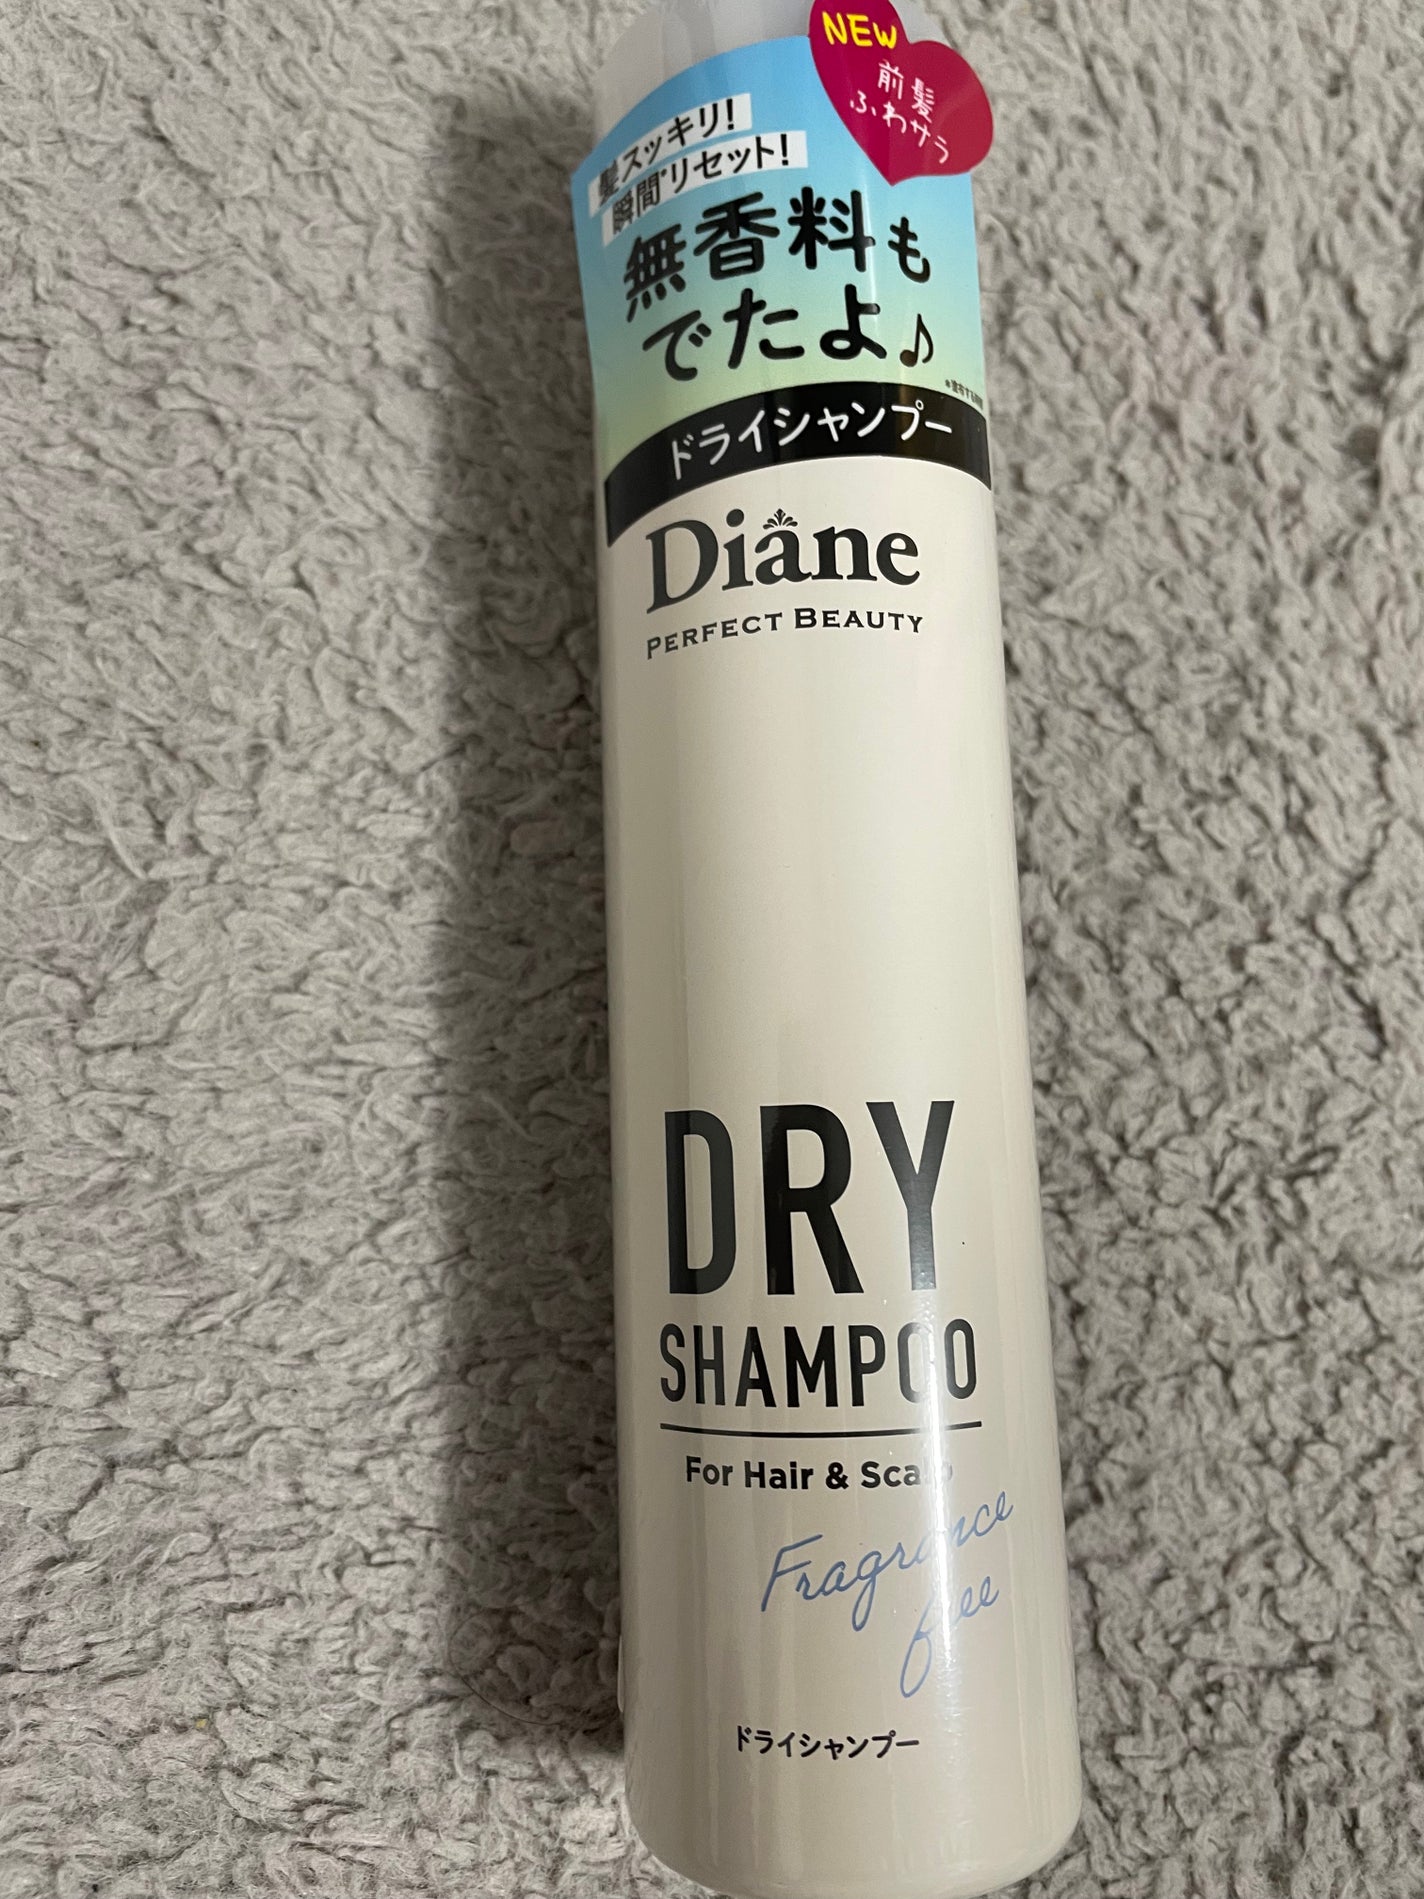 NEW
前髪
ふわサラ
髪スッキリ!
瞬間*リセット!
無香料も
でたよ♪
ドライシャンプー
Diane
PERFECT BEAUTY
DRY
SHAMPOO
For Hair & Scalp
Fragrance
free
ドライシャンプー